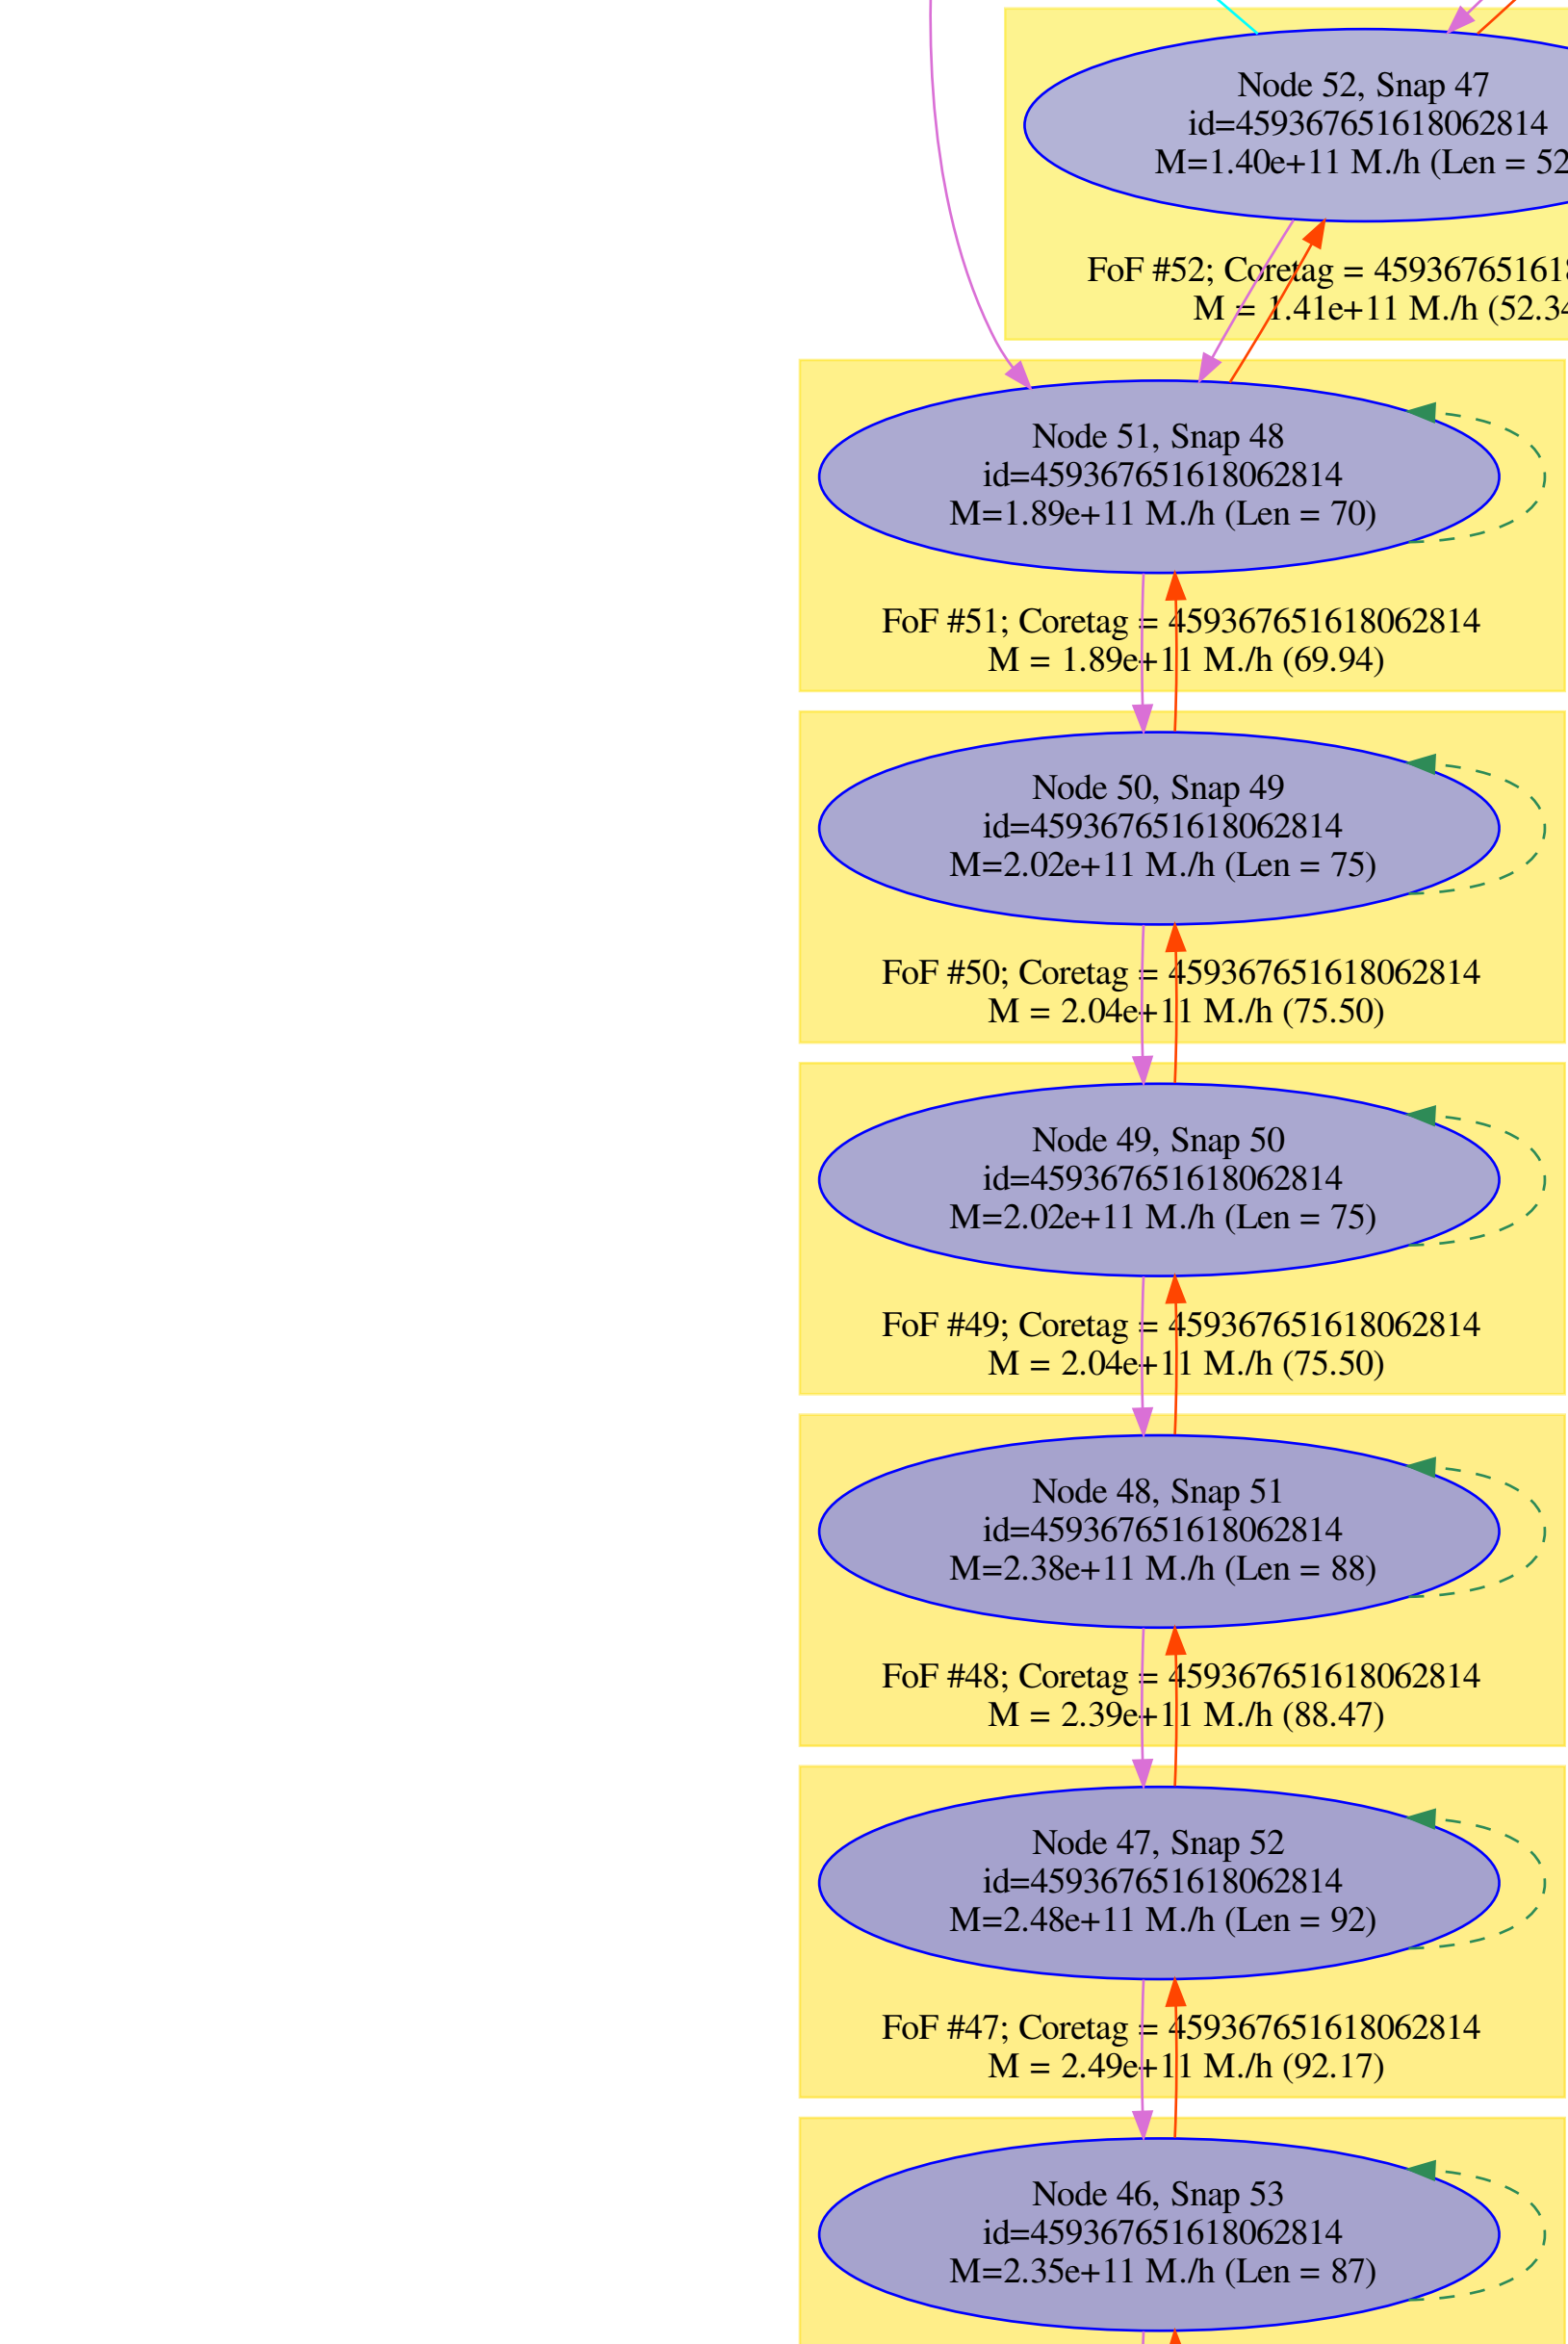 Node 52, Snap 47
id=459367651618062814
M=1.40e+11 M./h (Len = 52
FoF #52; Coretag =
M = 1.41e+11 M./h (52.34
Node 51, Snap 48
id=459367651618062814
M=1.89e+11 M./h (Len = 70)
FoF #51; Coretag = 459367651618062814
M = 1.89e+11 M./h (69.94)
Node 50, Snap 49
id=459367651618062814
M=2.02e+11 M./h (Len = 75)
FoF #50; Coretag = 459367651618062814
M = 2.04e+11 M./h (75.50)
Node 49, Snap 50
id=459367651618062814
M=2.02e+11 M./h (Len = 75)
FoF #49; Coretag = 459367651618062814
M = 2.04e+11 M./h (75.50)
Node 48, Snap 51
id=459367651618062814
M=2.38e+11 M./h (Len = 88)
FoF #48; Coretag = 459367651618062814
M = 2.39e+11 M./h (88.47)
Node 47, Snap 52
id=459367651618062814
M=2.48e+11 M./h (Len = 92)
FoF #47; Coretag = 459367651618062814
M = 2.49e+11 M./h (92.17)
Node 46, Snap 53
id=459367651618062814
M=2.35e+11 M./h (Len = 87)